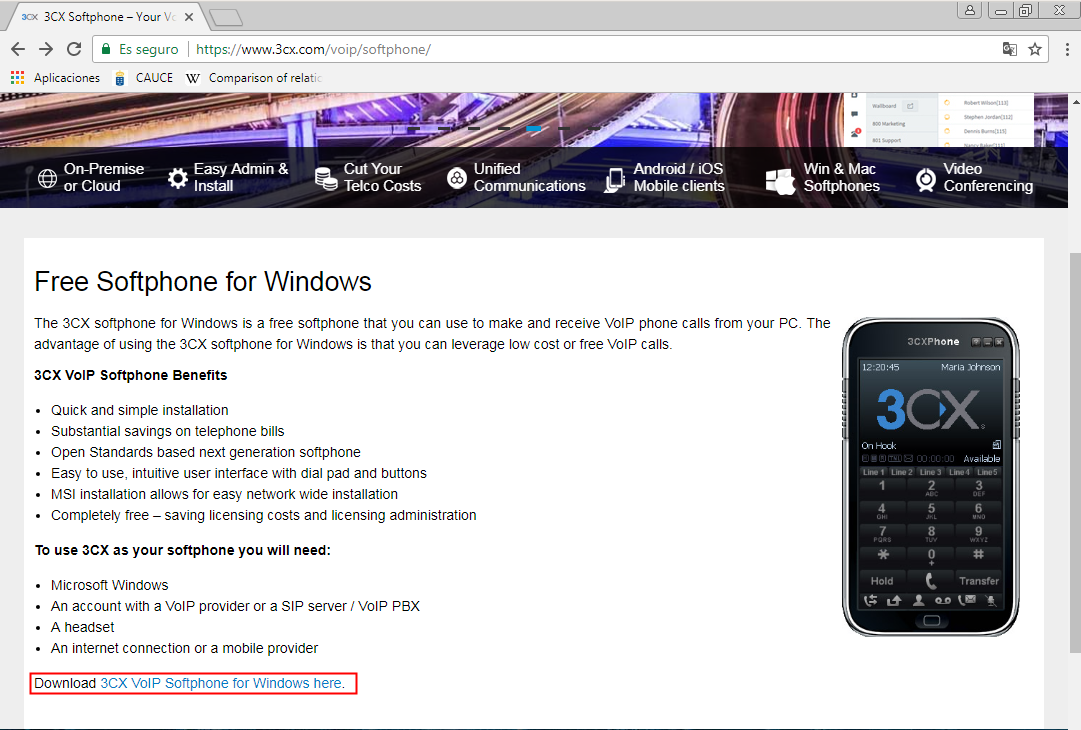 3CX 3CX Softphone – Your Vo
Es seguro https://www.3cx.com/voip/softphone/
Aplicaciones CAUCE W Comparison of relatic
Wallboard
800 Marketing
801 Support
Robert Wilson[113]
Stephen Jordan[112]
Dennis Burns[115]
Nancy Baker[111]
On-Premise
or Cloud
Easy Admin &
Install
Cut Your
Telco Costs
Unified
Communications
Android / iOS
Mobile clients
Win & Mac
Softphones
Video
Conferencing
Free Softphone for Windows
The 3CX softphone for Windows is a free softphone that you can use to make and receive VoIP phone calls from your PC. The
advantage of using the 3CX softphone for Windows is that you can leverage low cost or free VoIP calls.
3CX VoIP Softphone Benefits
• Quick and simple installation
• Substantial savings on telephone bills
• Open Standards based next generation softphone
• Easy to use, intuitive user interface with dial pad and buttons
• MSI installation allows for easy network wide installation
• Completely free – saving licensing costs and licensing administration
To use 3CX as your softphone you will need:
• Microsoft Windows
• An account with a VoIP provider or a SIP server / VoIP PBX
• A headset
• An internet connection or a mobile provider
Download 3CX VoIP Softphone for Windows here.
3CXPhone
12:20:45 Maria Johnson
3CX
On Hook
00:00:00 Available
Line 1 Line 2 Line 3 Line 4 Line 5
1 2 3
ABC DEF
4 5 6
GHI JKL MNO
7 8 9
PQRS TUV WXYZ
* 0 #
+
Hold Transfer